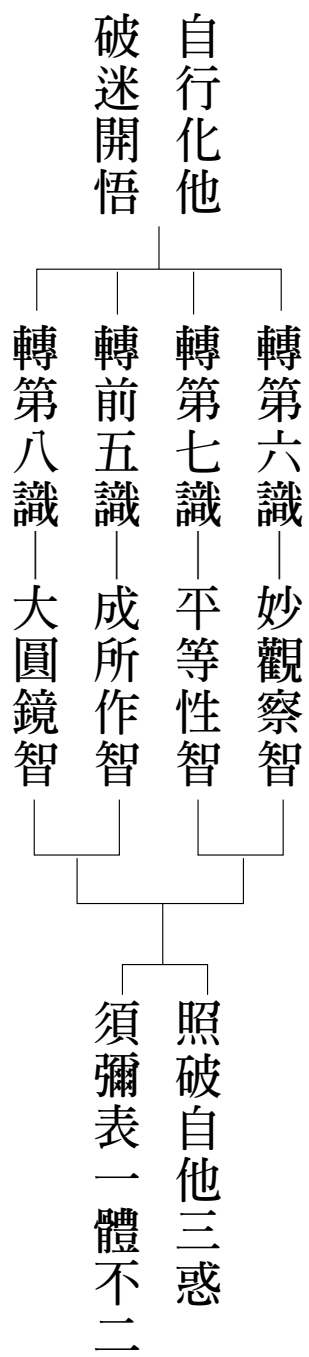 自行化他
破迷開悟
轉第六識—妙觀察智
轉第七識—平等性智
轉前五識—成所作智
轉第八識—大圓鏡智
照破自他三惑
須彌表一體不二